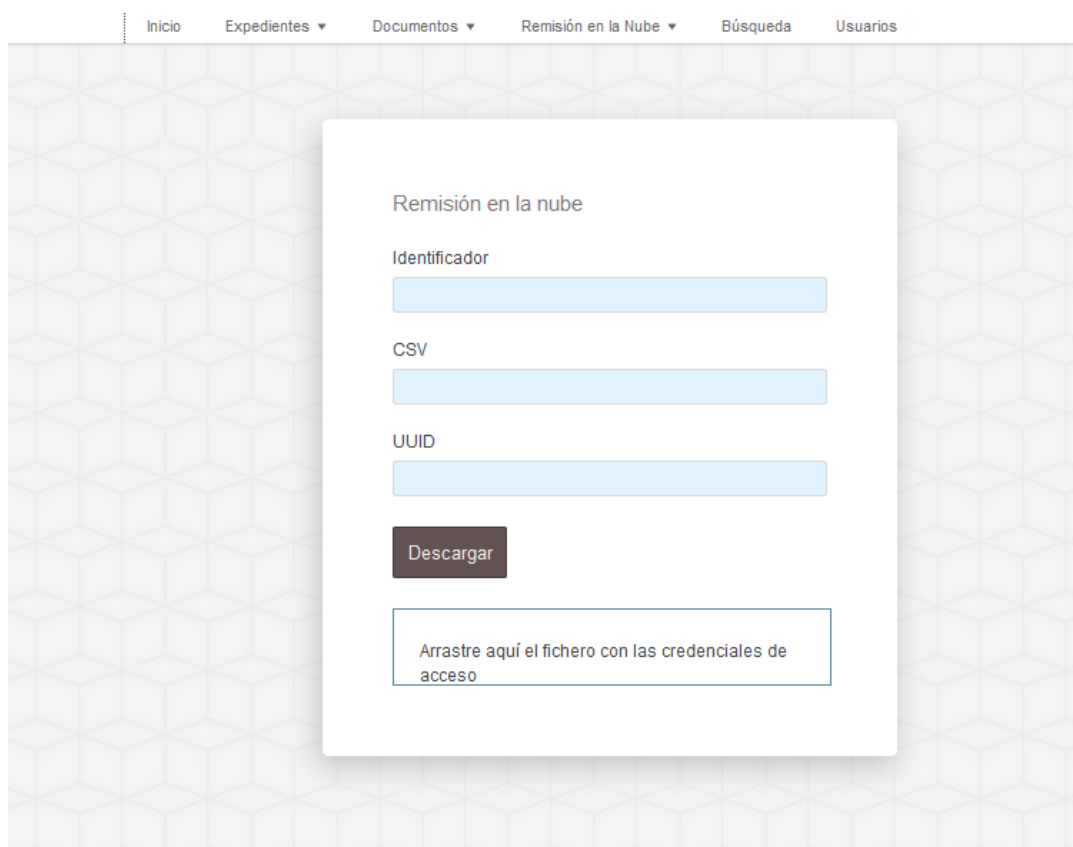 Inicio Expedientes Documentos Remisión en la Nube Búsqueda Usuarios
Remisión en la nube
Identificador
CSV
UUID
Descargar
Arrastre aquí el fichero con las credenciales de
acceso